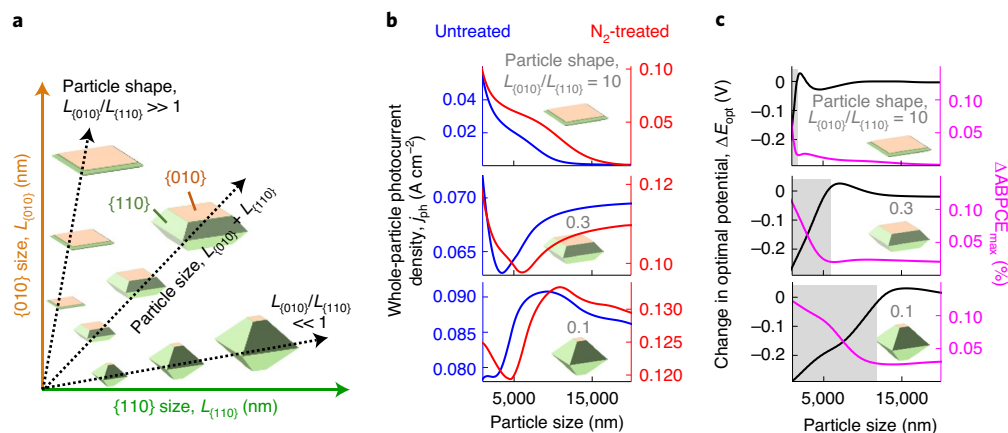 a
Particle shape,
L{010}/L{110} >> 1
{010}
{110}
Particle size, L{010} + L{110}
L{010}/L{110}
<< 1
{010} size, L{010} (nm)
{110} size, L{110} (nm)
b
Untreated
N2-treated
Particle shape,
L{010}/L{110} = 10
0.04
0.02
0.10
0.05
0
0.070
0.065
0.12
0.10
0.3
0.090
0.085
0.080
0.130
0.125
0.120
0.1
Whole-particle photocurrent
density, jph (A cm−2)
5,000
15,000
Particle size (nm)
c
0
−0.1
−0.2
0.10
0.05
Particle shape,
L{010}/L{110} = 10
0
−0.1
−0.2
0.10
0.05
0.3
0
−0.1
−0.2
0.10
0.05
0.1
Change in optimal potential, ΔEopt (V)
ΔABPCEmax (%)
5,000
15,000
Particle size (nm)